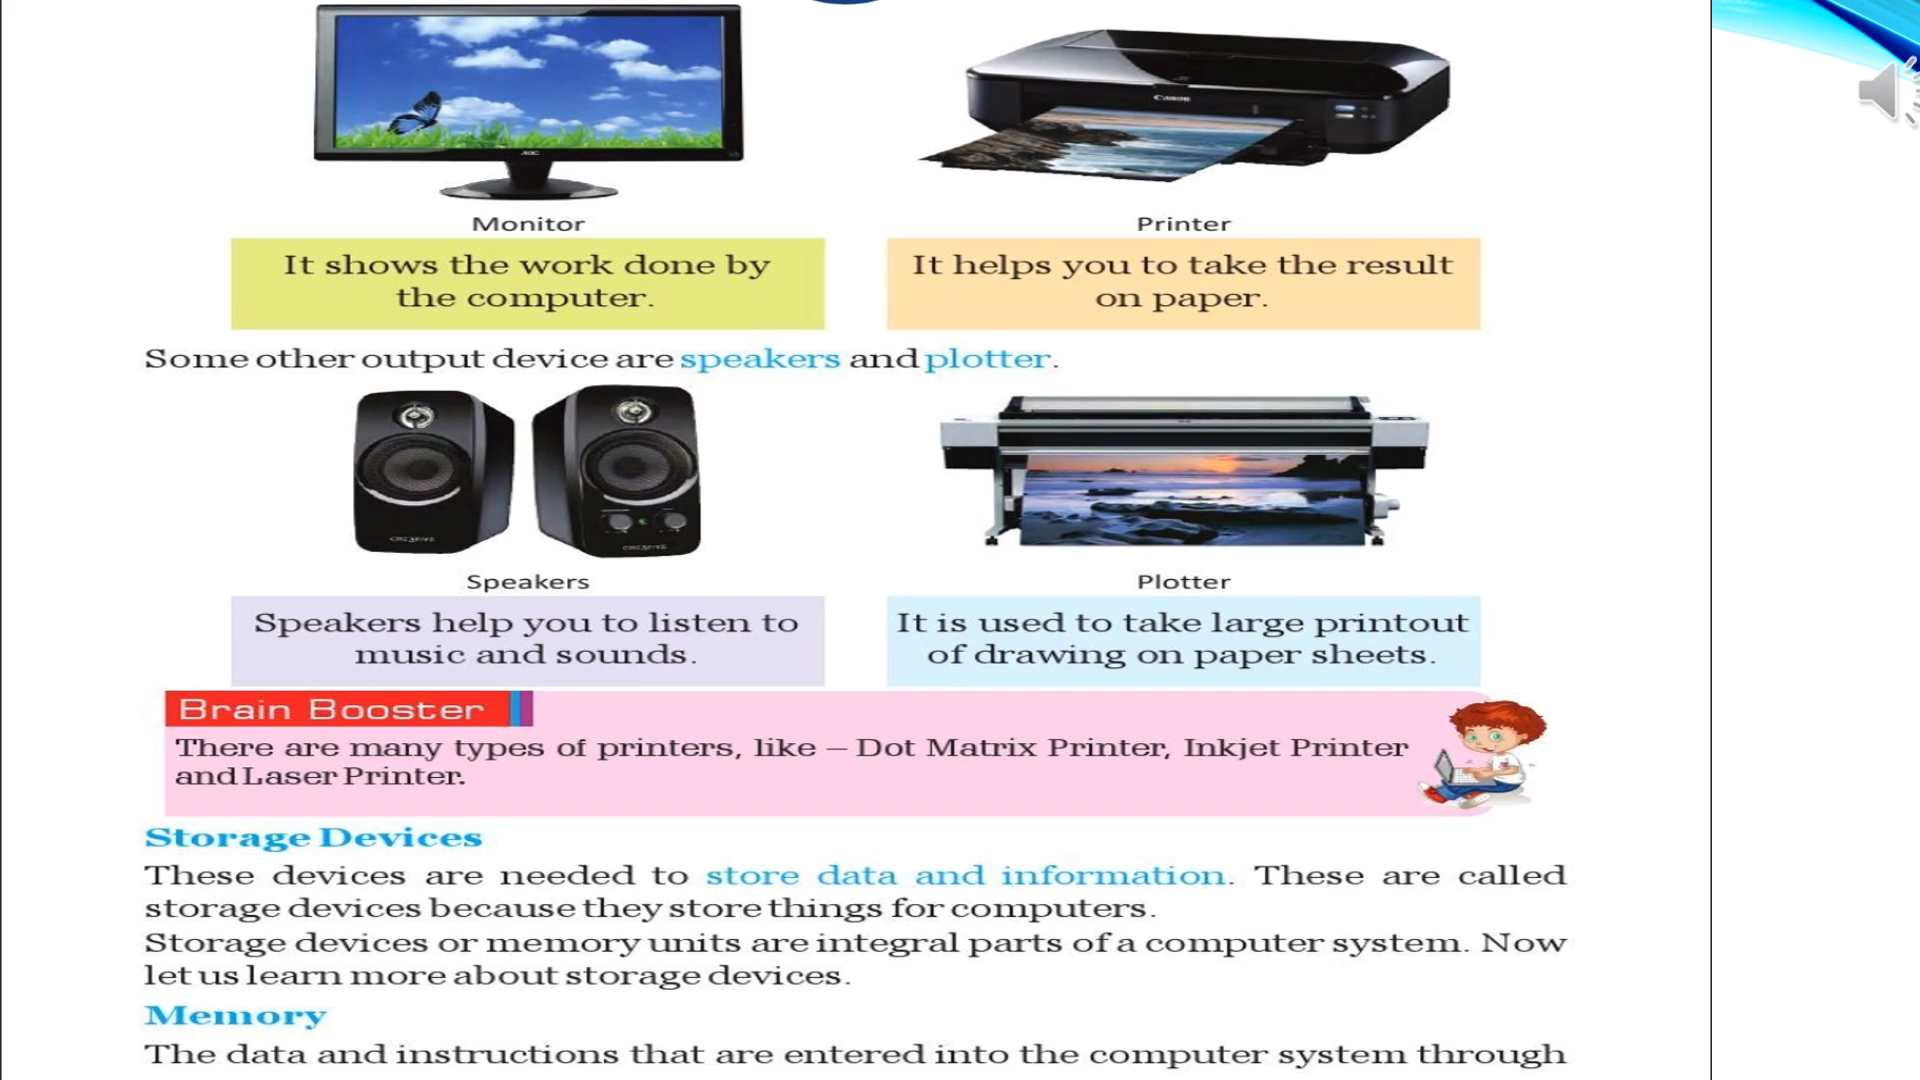 AOC
Canon
Monitor
Printer
It shows the work done by
the computer.
It helps you to take the result
on paper.
Some other output device are speakers and plotter.
CREATIVE
CREATIVE
Speakers
Plotter
Speakers help you to listen to
music and sounds.
It is used to take large printout
of drawing on paper sheets.
Brain Booster
There are many types of printers, like – Dot Matrix Printer, Inkjet Printer
and Laser Printer.
Storage Devices
These devices are needed to store data and information. These are called
storage devices because they store things for computers.
Storage devices or memory units are integral parts of a computer system. Now
let us learn more about storage devices.
Memory
The data and instructions that are entered into the computer system through